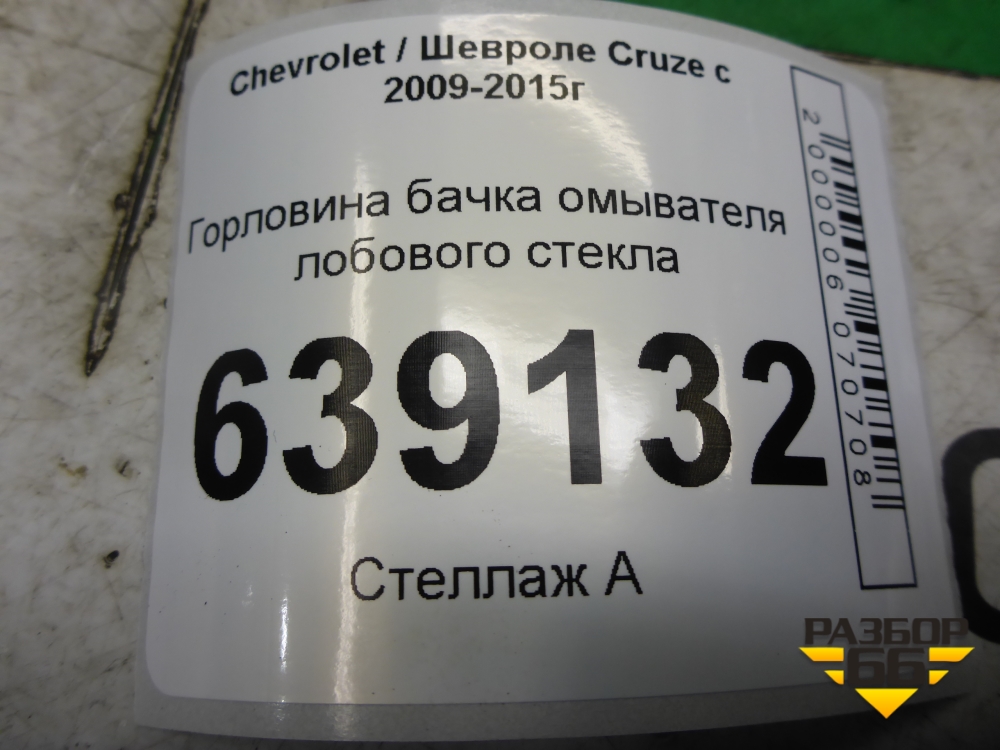 Chevrolet / Шевроле Cruze с
2009-2015г
Горловина бачка омывателя
лобового стекла
639132
Стеллаж А
2000006070708
РАЗБОР
66